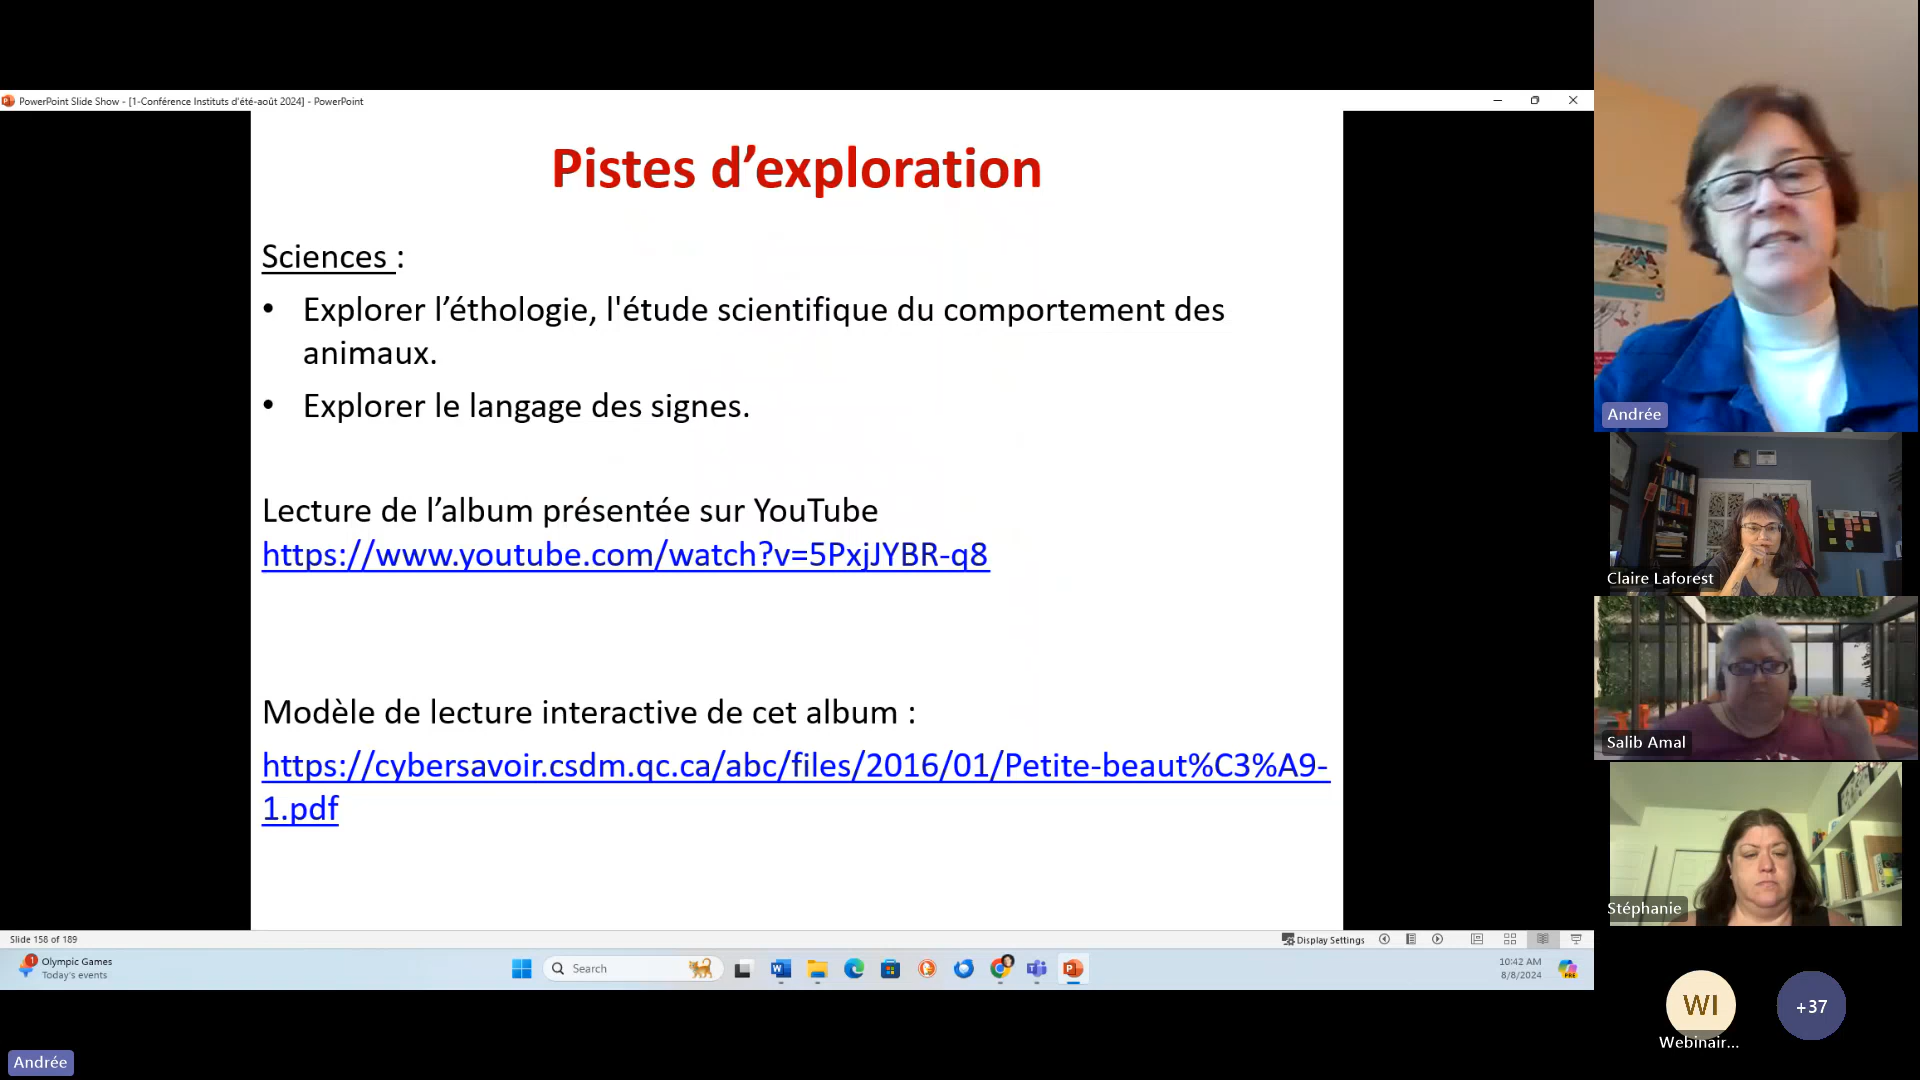 PowerPoint Slide Show - [1-Conférence Instituts d'été-août 2024] - PowerPoint
Pistes d’exploration
Sciences :
• Explorer l’éthologie, l'étude scientifique du comportement des
animaux.
• Explorer le langage des signes.
Lecture de l’album présentée sur YouTube
https://www.youtube.com/watch?v=5PxjJYBR-q8
Modèle de lecture interactive de cet album :
https://cybersavoir.csdm.qc.ca/abc/files/2016/01/Petite-beaut%C3%A9-
1.pdf
Slide 158 of 189
Display Settings
1
Olympic Games
Today's events
Search
10:42 AM
8/8/2024
PRE
Andrée
Claire Laforest
Salib Amal
Stéphanie
WI
+37
Webinair...
Andrée